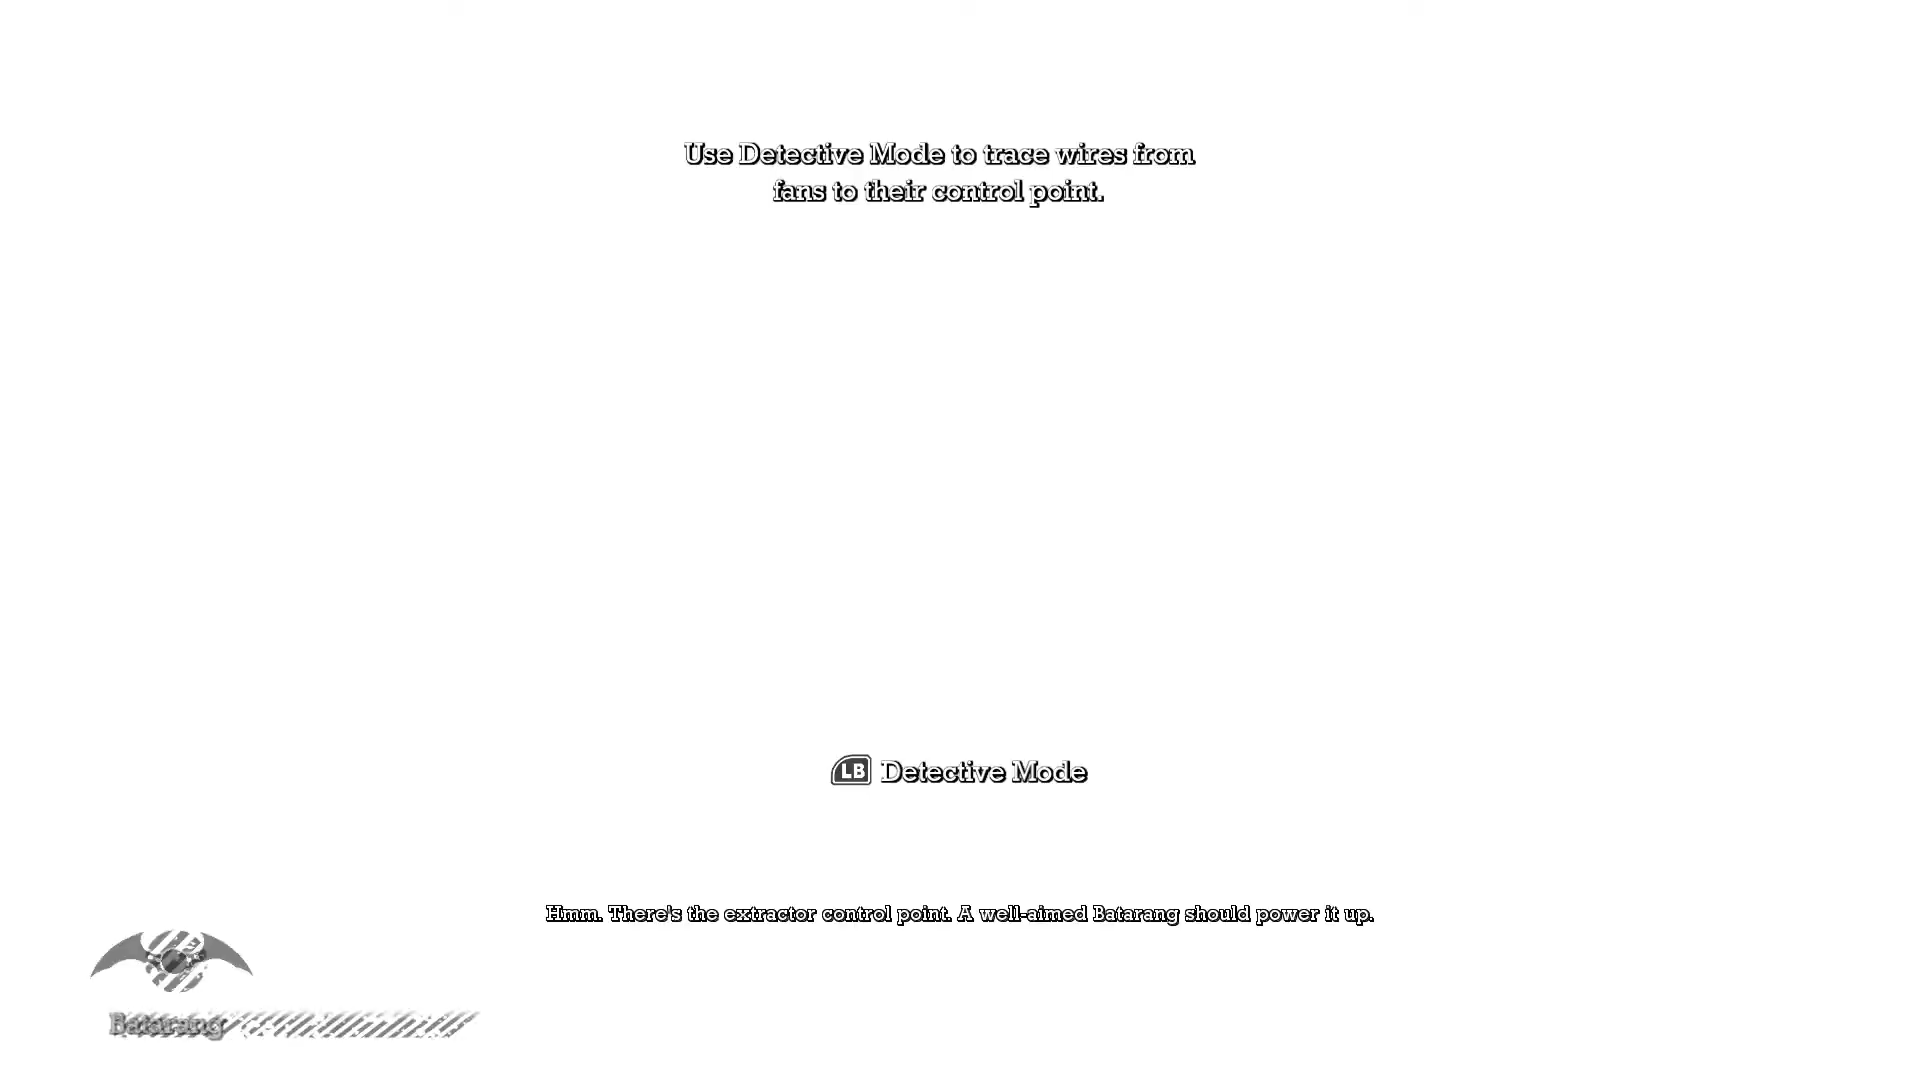 Use Detective Mode to trace wires from
fans to their control point.
LB Detective Mode
Hmm. There's the extractor control point. A well-aimed Batarang should power it up.
Batarang